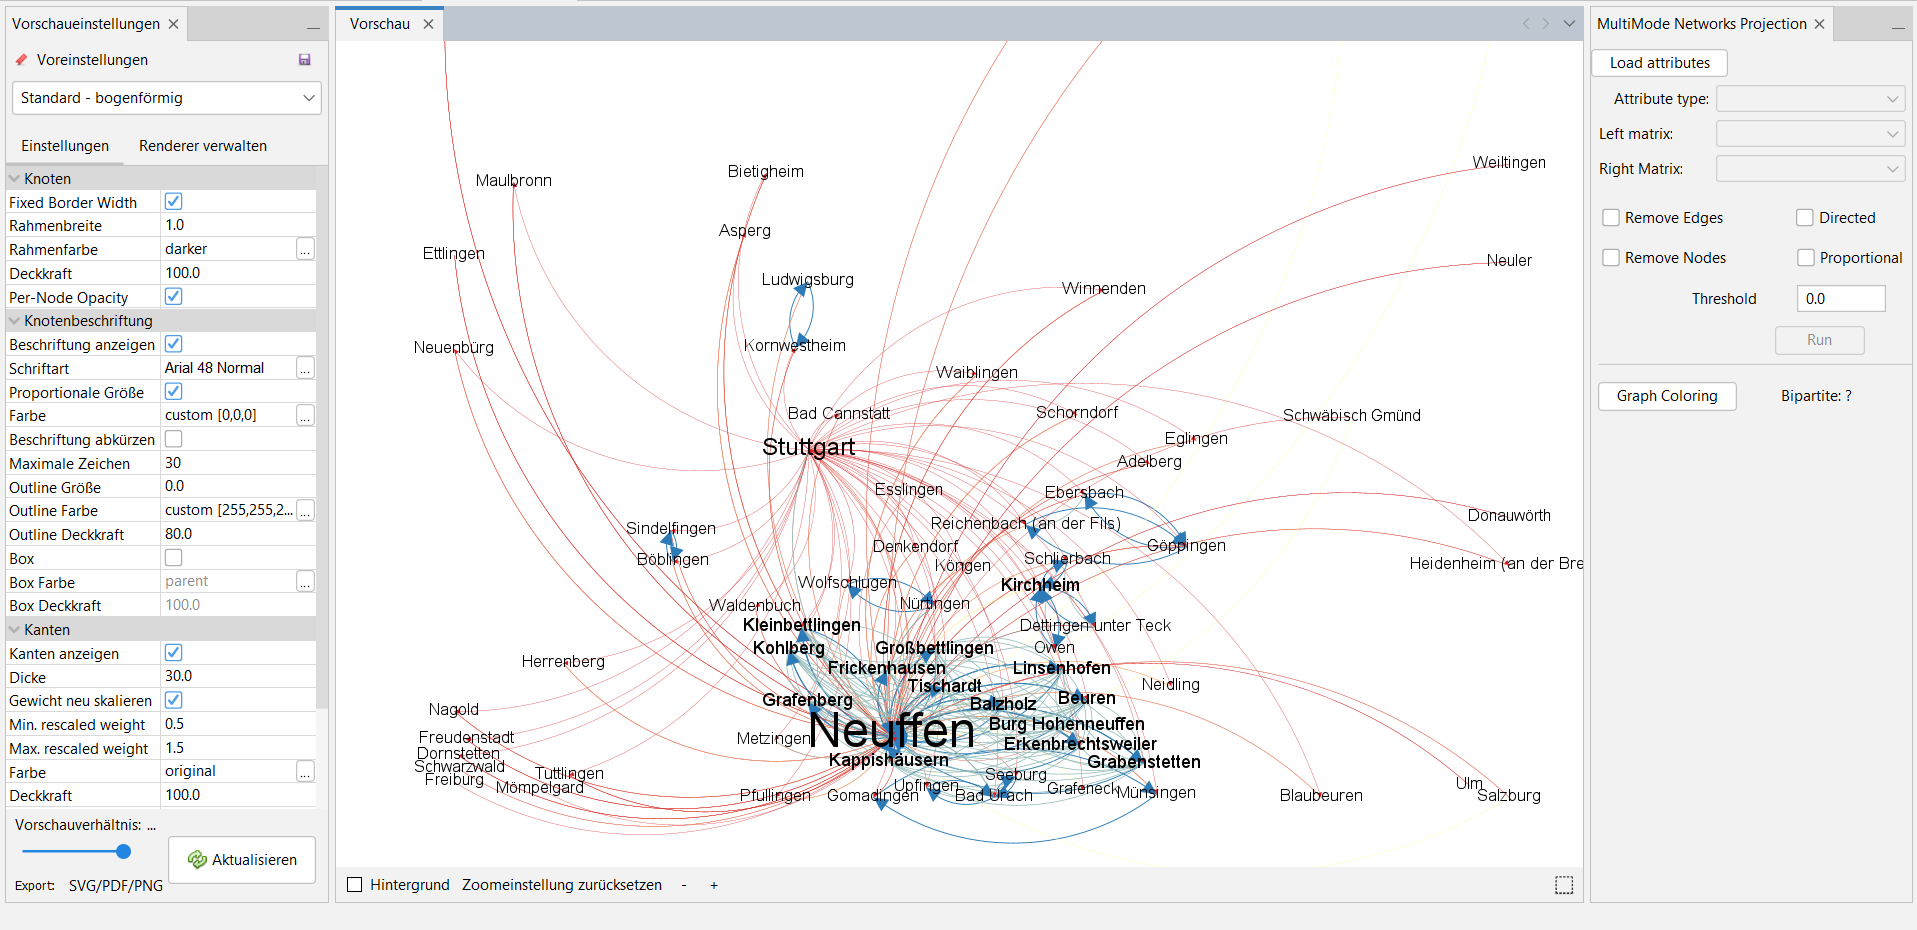 Vorschaueinstellungen
Voreinstellungen
Standard - bogenförmig
Einstellungen Renderer verwalten
Knoten
Fixed Border Width
Rahmenbreite 1.0
Rahmenfarbe darker ...
Deckkraft 100.0
Per-Node Opacity
Knotenbeschriftung
Beschriftung anzeigen
Schriftart Arial 48 Normal ...
Proportionale Größe
Farbe custom [0,0,0] ...
Beschriftung abkürzen
Maximale Zeichen 30
Outline Größe 0.0
Outline Farbe custom [255,255,2... ...
Outline Deckkraft 80.0
Box
Box Farbe parent ...
Box Deckkraft 100.0
Kanten
Kanten anzeigen
Dicke 30.0
Gewicht neu skalieren
Min. rescaled weight 0.5
Max. rescaled weight 1.5
Farbe original ...
Deckkraft 100.0
Vorschauverhältnis: ...
Aktualisieren
Export: SVG/PDF/PNG
Vorschau
Weiltingen
Bietigheim
Maulbronn
Asperg
Ettlingen
Neuler
Ludwigsburg
Winnenden
Kornwestheim
Neuenbürg
Waiblingen
Bad Cannstatt
Schorndorf
Schwäbisch Gmünd
Eglingen
Stuttgart
Adelberg
Esslingen
Ebersbach
Donauwörth
Reichenbach (an der Fils)
Sindelfingen
Denkendorf
Göppingen
Böblingen
Schlierbach
Köngen
Heidenheim (an der Bre
Wolfschlugen
Kirchheim
Nürtingen
Waldenbuch
Kleinbettlingen
Dettingen unter Teck
Kohlberg
Großbettlingen
Owen
Herrenberg
Frickenhausen
Linsenhofen
Tischardt
Neidling
Grafenberg
Beuren
Balzholz
Nagold
Burg Hohenneuffen
Neuffen
Freudenstadt
Metzingen
Erkenbrechtsweiler
Dornstetten
Kappishäusern
Grabenstetten
Schwarzwald
Tuttlingen
Seeburg
Freiburg
Upfingen
Ulm
Mömpelgard
Grafeneck
Pfullingen
Gomadingen
Bad Urach
Münsingen
Blaubeuren
Salzburg
Hintergrund Zoomeinstellung zurücksetzen - +
MultiMode Networks Projection
Load attributes
Attribute type:
Left matrix:
Right Matrix:
Remove Edges Directed
Remove Nodes Proportional
Threshold 0.0
Run
Graph Coloring Bipartite: ?